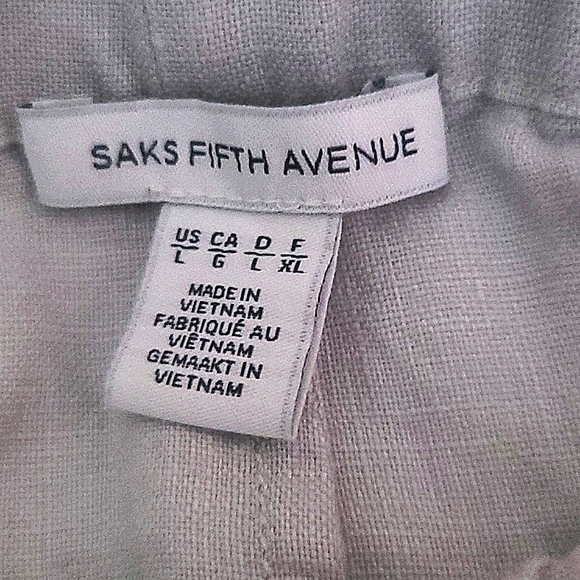 SAKS FIFTH AVENUE
US CA D F
L G L XL
MADE IN
VIETNAM
FABRIQUÉ AU
VIÊTNAM
GEMAAKT IN
VIETNAM